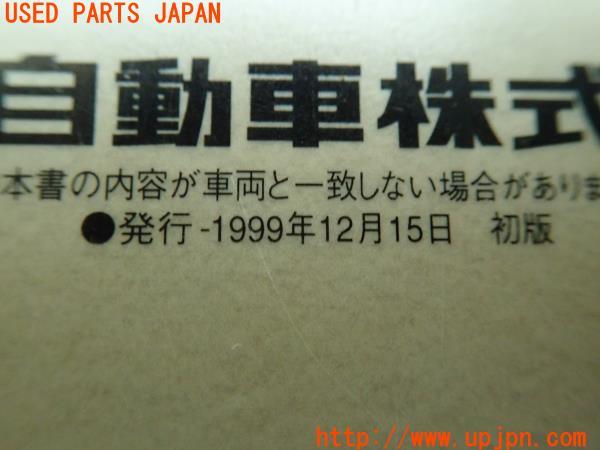 USED PARTS JAPAN
自動車株式
本書の内容が車両と一致しない場合があります
●発行-1999年12月15日 初版
http://www.upjpn.com/